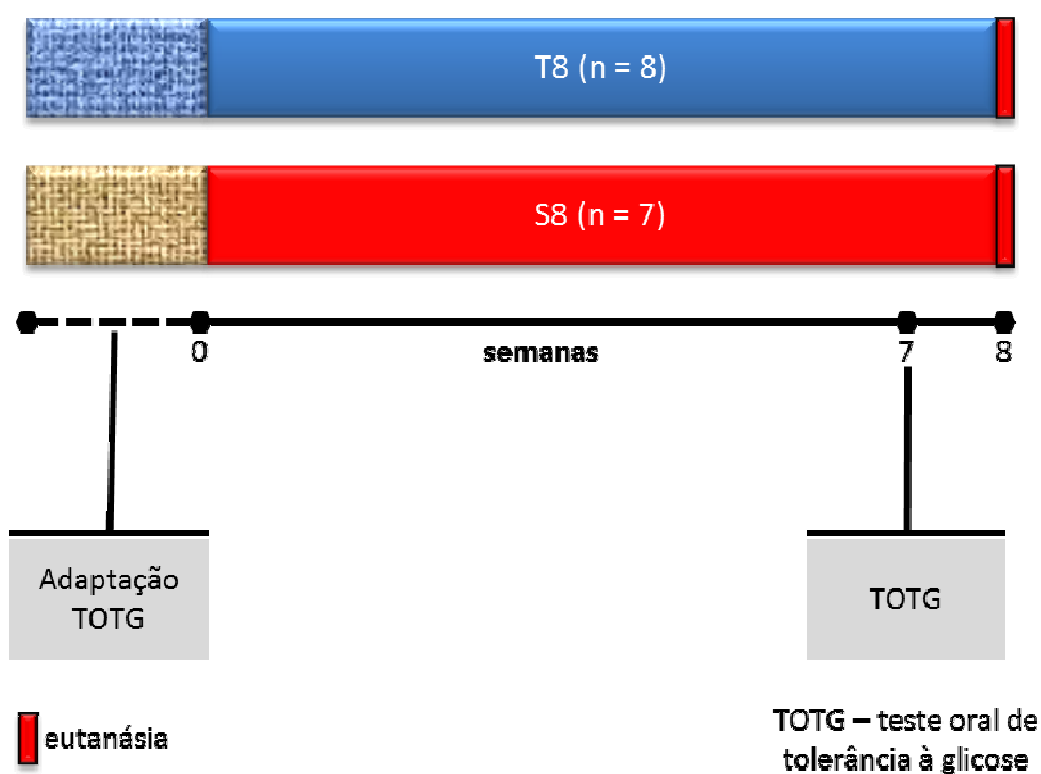 T8 (n = 8)
S8 (n = 7)
0
semanas
7
8
Adaptação
TOTG
TOTG
eutanásia
TOTG – teste oral de
tolerância à glicose